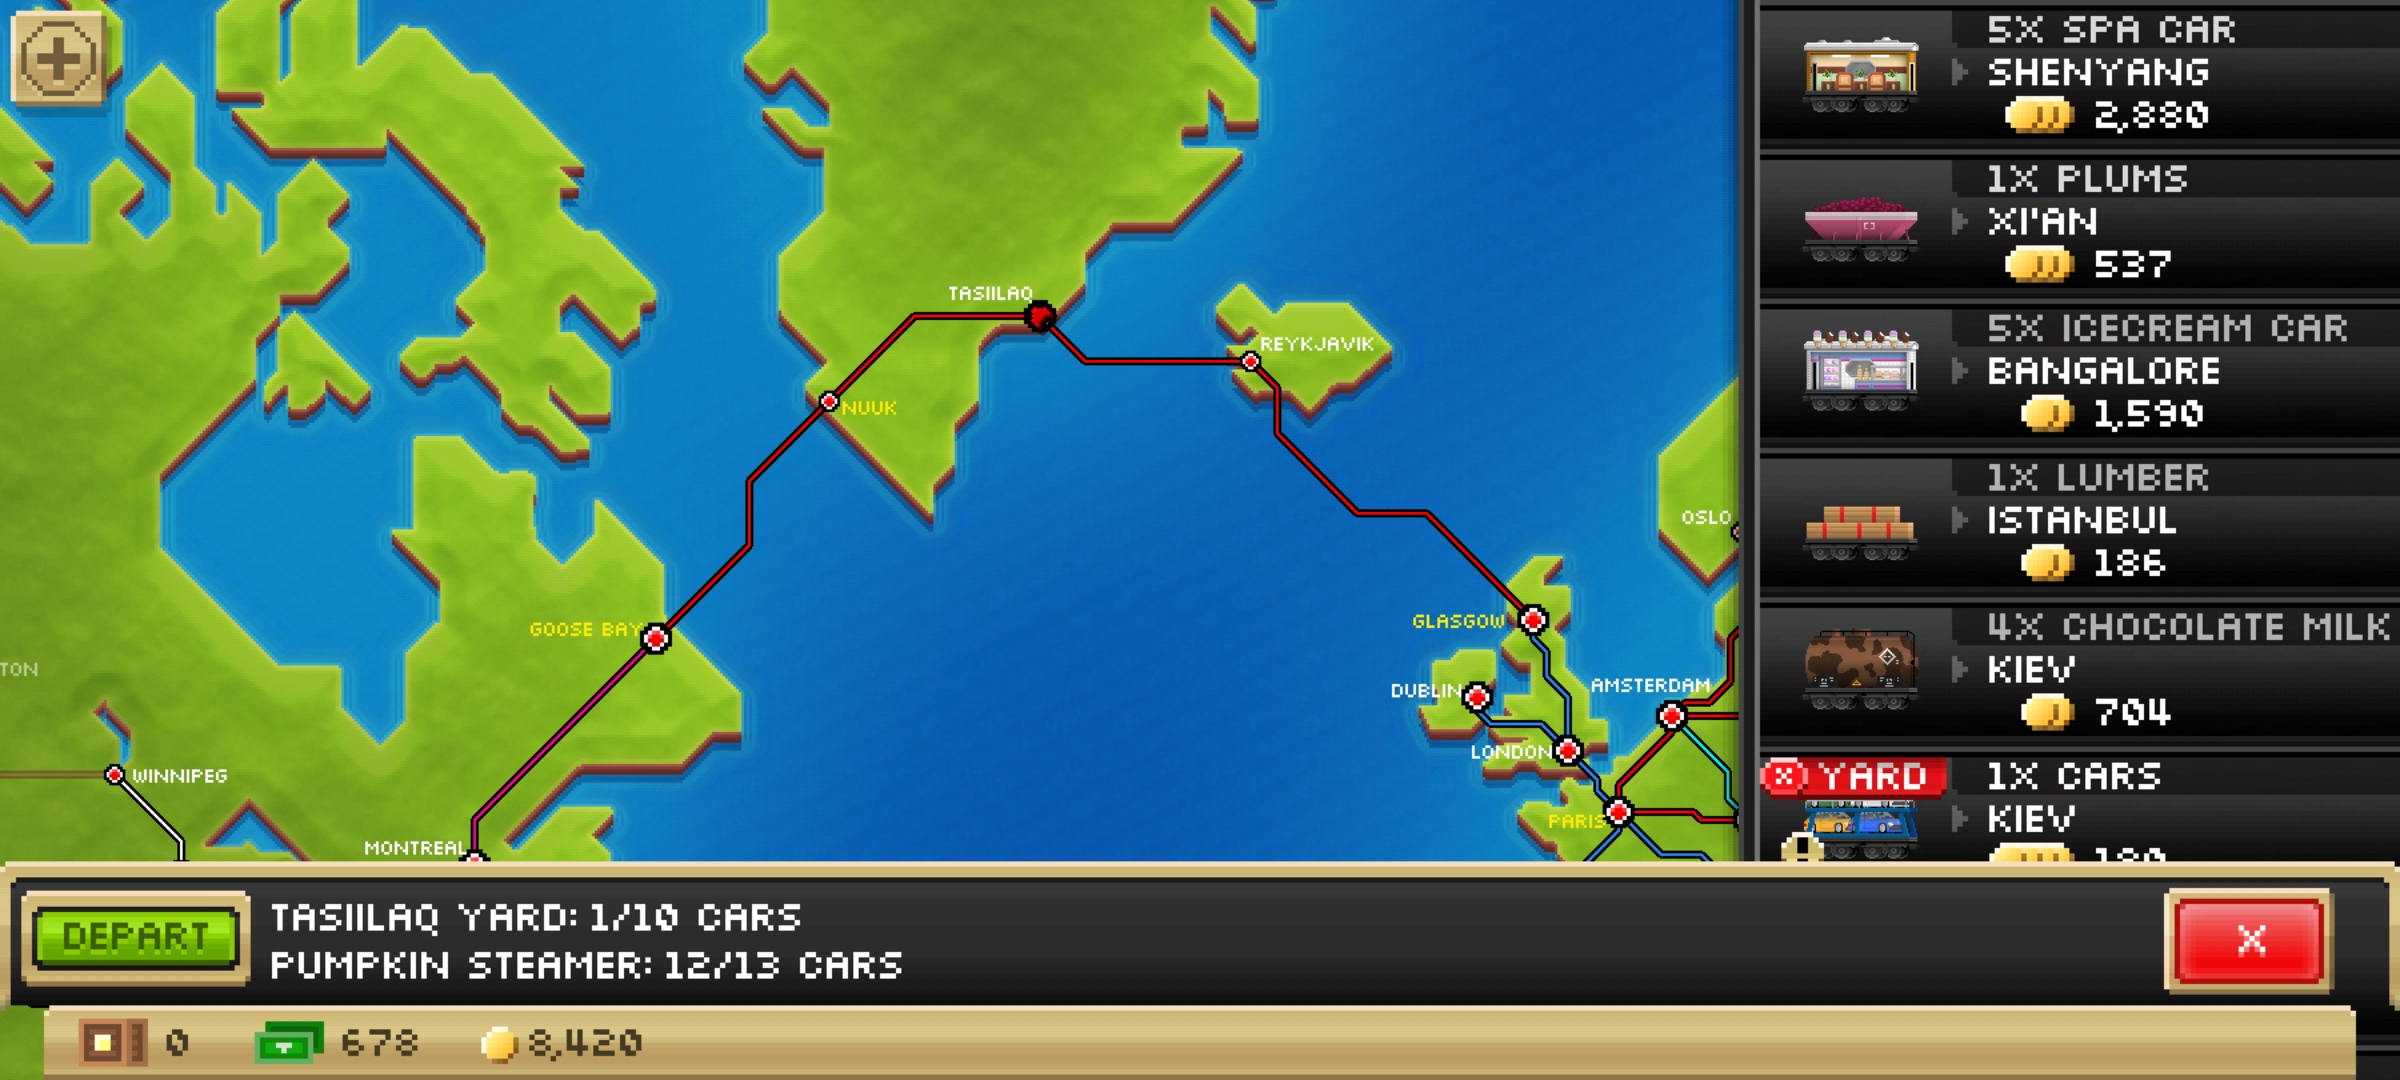 5X SPA CAR
SHENYANG
2,880
1X PLUMS
XI'AN
537
5X ICECREAM CAR
BANGALORE
1,590
1X LUMBER
ISTANBUL
186
4X CHOCOLATE MILK
KIEV
704
YARD
1X CARS
KIEV
180
TASIILAQ
REYKJAVIK
NUUK
OSLO
GOOSE BAY
GLASGOW
TON
DUBLIN
AMSTERDAM
LONDON
WINNIPEG
PARIS
MONTREAL
DEPART
TASIILAQ YARD: 1/10 CARS
PUMPKIN STEAMER: 12/13 CARS
X
0
678
8,420